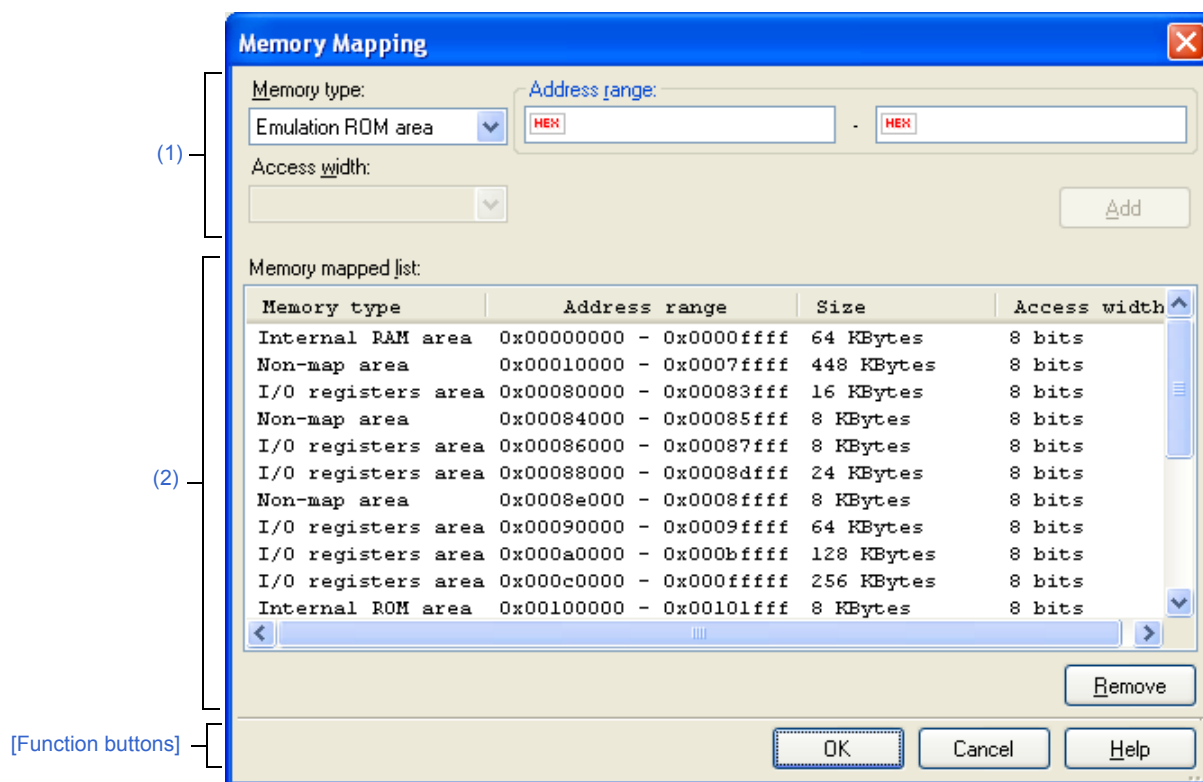 Memory Mapping
Memory type:
Address range:
Emulation ROM area
HEX - HEX
(1)
Access width:
Add
Memory mapped list:
Memory type Address range Size Access width
Internal RAM area 0x00000000 - 0x0000ffff 64 KBytes 8 bits
Non-map area 0x00010000 - 0x0007ffff 448 KBytes 8 bits
I/O registers area 0x00080000 - 0x00083fff 16 KBytes 8 bits
Non-map area 0x00084000 - 0x00085fff 8 KBytes 8 bits
I/O registers area 0x00086000 - 0x00087fff 8 KBytes 8 bits
(2)
I/O registers area 0x00088000 - 0x0008dfff 24 KBytes 8 bits
Non-map area 0x0008e000 - 0x0008ffff 8 KBytes 8 bits
I/O registers area 0x00090000 - 0x0009ffff 64 KBytes 8 bits
I/O registers area 0x000a0000 - 0x000bffff 128 KBytes 8 bits
I/O registers area 0x000c0000 - 0x000fffff 256 KBytes 8 bits
Internal ROM area 0x00100000 - 0x00101fff 8 KBytes 8 bits
Remove
[Function buttons]
OK Cancel Help